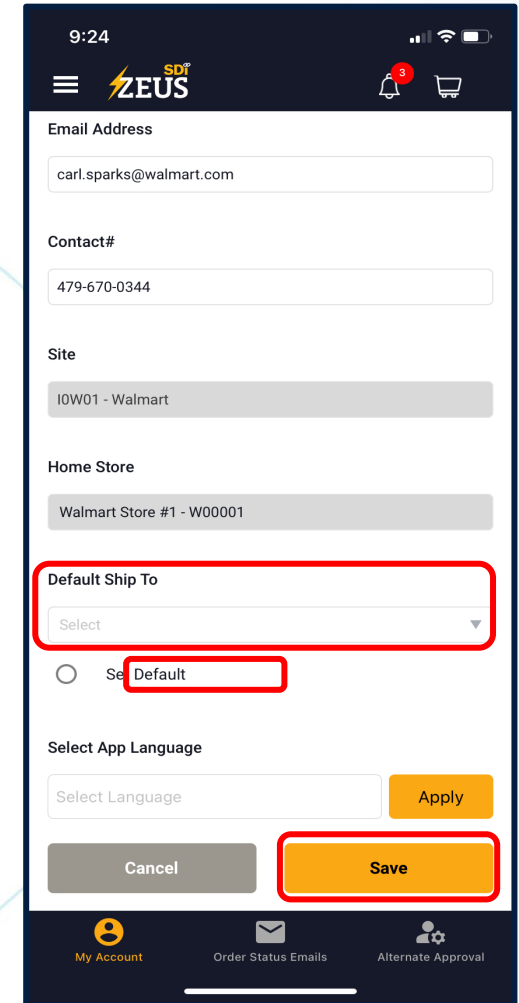 9:24
SDi
ZEUS
3
Email Address
carl.sparks@walmart.com
Contact#
479-670-0344
Site
I0W01 - Walmart
Home Store
Walmart Store #1 - W00001
Default Ship To
Select
Se Default
Select App Language
Select Language
Apply
Cancel
Save
My Account
Order Status Emails
Alternate Approval